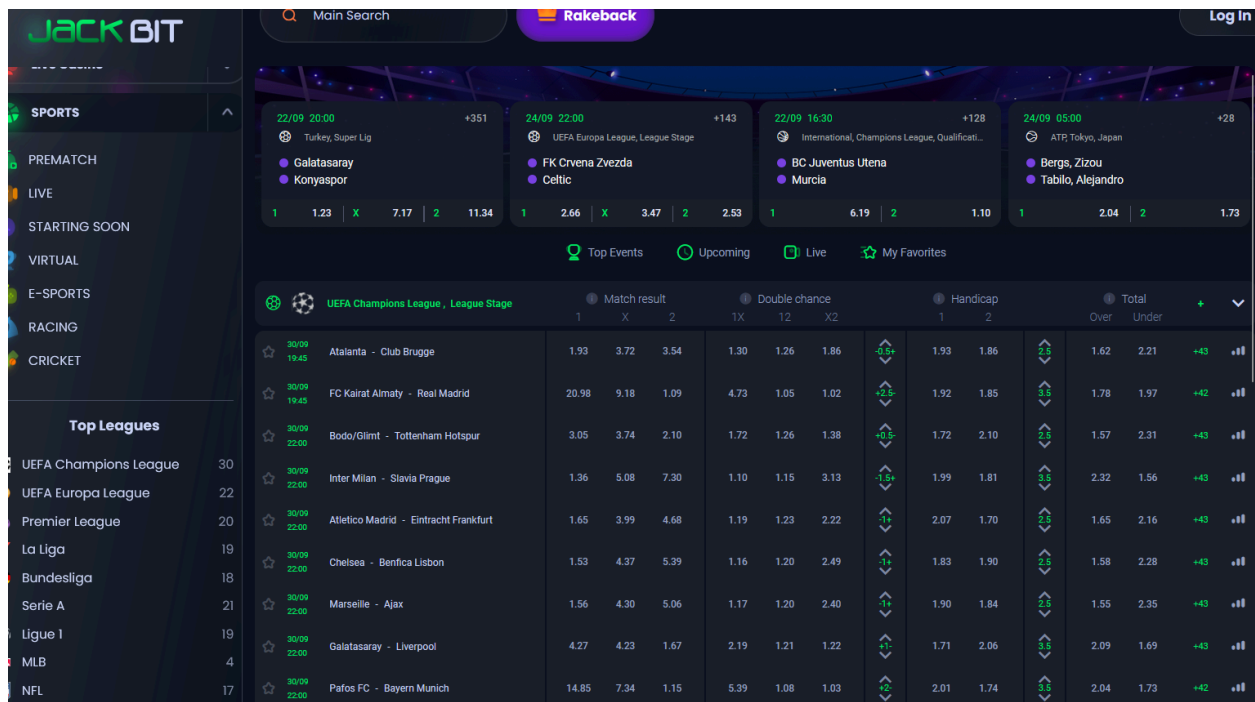 JACKBIT
Main Search
Rakeback
Log In
SPORTS
PREMATCH
LIVE
STARTING SOON
VIRTUAL
E-SPORTS
RACING
CRICKET
Top Leagues
UEFA Champions League 30
UEFA Europa League 22
Premier League 20
La Liga 19
Bundesliga 18
Serie A 21
Ligue 1 19
MLB 4
NFL 17
22/09 20:00 +351
Turkey, Super Lig
Galatasaray
Konyaspor
1 1.23 X 7.17 2 11.34
24/09 22:00 +143
UEFA Europa League, League Stage
FK Crvena Zvezda
Celtic
1 2.66 X 3.47 2 2.53
22/09 16:30 +128
International, Champions League, Qualificati...
BC Juventus Utena
Murcia
1 6.19 2 1.10
24/09 05:00 +28
ATP, Tokyo, Japan
Bergs, Zizou
Tabilo, Alejandro
1 2.04 2 1.73
Top Events Upcoming Live My Favorites
UEFA Champions League , League Stage Match result Double chance Handicap Total +
1 X 2 1X 12 X2 1 2 Over Under
30/09 19:45 Atalanta - Club Brugge 1.93 3.72 3.54 1.30 1.26 1.86 -0.5+ 1.93 1.86 2.5 1.62 2.21 +43
30/09 19:45 FC Kairat Almaty - Real Madrid 20.98 9.18 1.09 4.73 1.05 1.02 +2.5- 1.92 1.85 3.5 1.78 1.97 +42
30/09 22:00 Bodo/Glimt - Tottenham Hotspur 3.05 3.74 2.10 1.72 1.26 1.38 +0.5- 1.72 2.10 2.5 1.57 2.31 +43
30/09 22:00 Inter Milan - Slavia Prague 1.36 5.08 7.30 1.10 1.15 3.13 -1.5+ 1.99 1.81 3.5 2.32 1.56 +43
30/09 22:00 Atletico Madrid - Eintracht Frankfurt 1.65 3.99 4.68 1.19 1.23 2.22 -1+ 2.07 1.70 2.5 1.65 2.16 +43
30/09 22:00 Chelsea - Benfica Lisbon 1.53 4.37 5.39 1.16 1.20 2.49 -1+ 1.83 1.90 2.5 1.58 2.28 +43
30/09 22:00 Marseille - Ajax 1.56 4.30 5.06 1.17 1.20 2.40 -1+ 1.90 1.84 2.5 1.55 2.35 +43
30/09 22:00 Galatasaray - Liverpool 4.27 4.23 1.67 2.19 1.21 1.22 +1- 1.71 2.06 3.5 2.09 1.69 +43
30/09 22:00 Pafos FC - Bayern Munich 14.85 7.34 1.15 5.39 1.08 1.03 +2- 2.01 1.74 3.5 2.04 1.73 +42